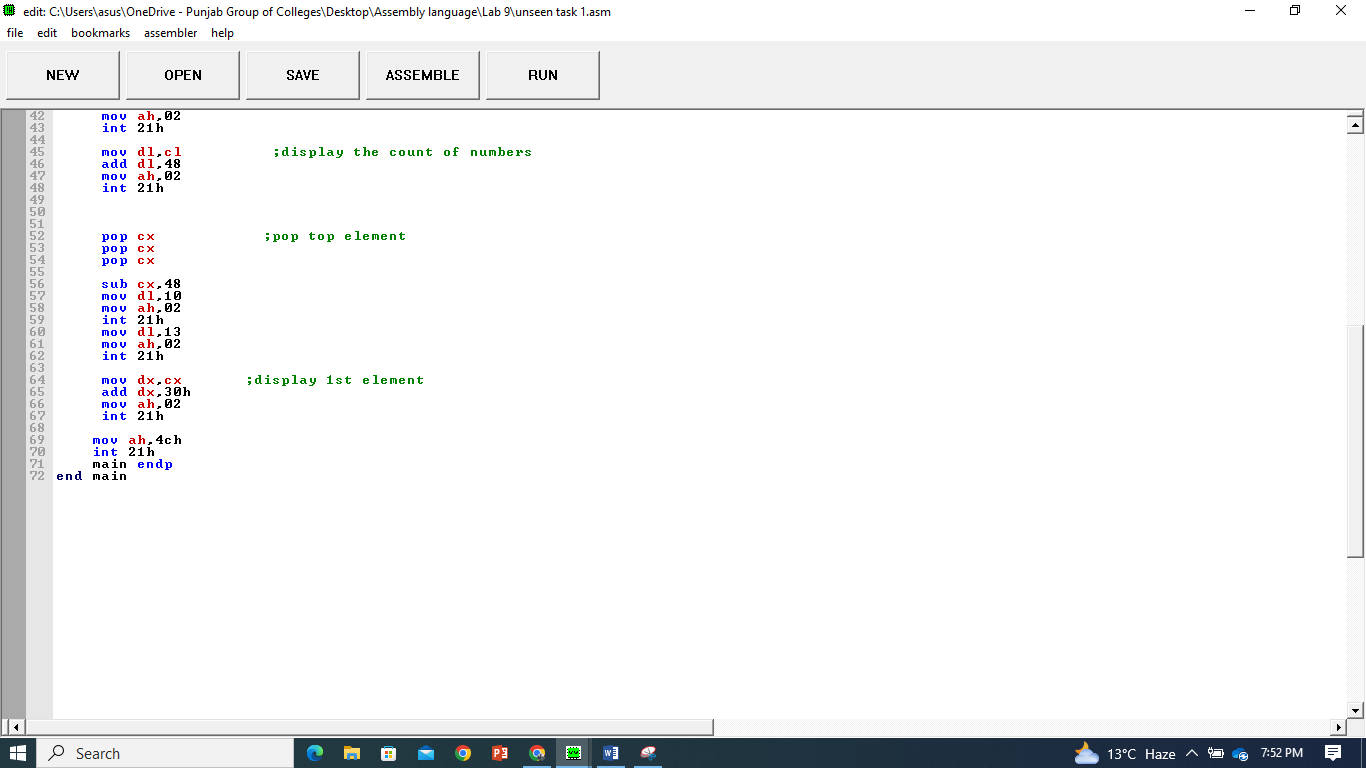 edit: C:\Users\asus\OneDrive - Punjab Group of Colleges\Desktop\Assembly language\Lab 9\unseen task 1.asm
file edit bookmarks assembler help
NEW OPEN SAVE ASSEMBLE RUN
42 mov ah,02
43 int 21h
44
45 mov dl,cl ;display the count of numbers
46 add dl,48
47 mov ah,02
48 int 21h
49
50
51
52 pop cx ;pop top element
53 pop cx
54 pop cx
55
56 sub cx,48
57 mov dl,10
58 mov ah,02
59 int 21h
60 mov dl,13
61 mov ah,02
62 int 21h
63
64 mov dx,cx ;display 1st element
65 add dx,30h
66 mov ah,02
67 int 21h
68
69 mov ah,4ch
70 int 21h
71 main endp
72 end main
Search 13°C Haze 7:52 PM